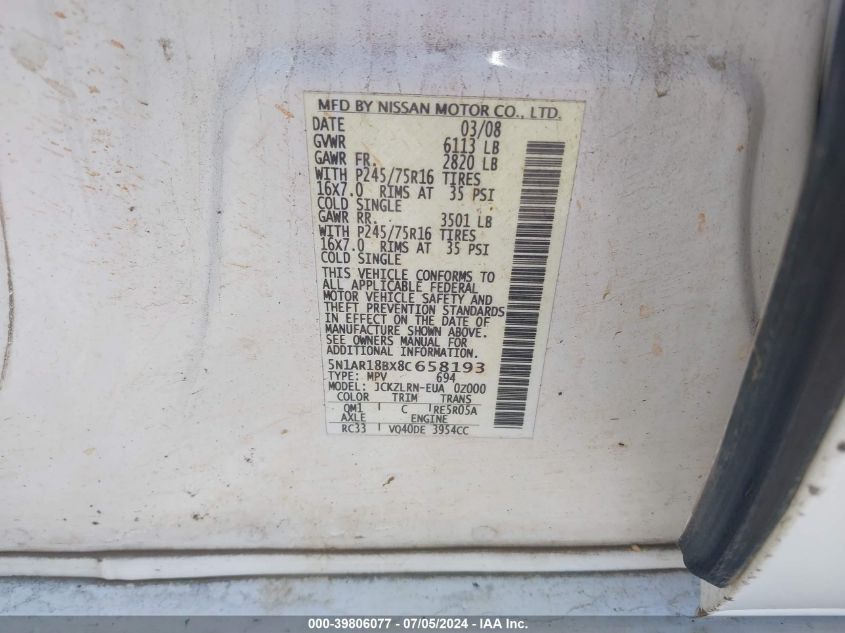 MFD BY NISSAN MOTOR CO., LTD.
DATE 03/08
GVWR 6113 LB
GAWR FR. 2820 LB
WITH P245/75R16 TIRES
16x7.0 RIMS AT 35 PSI
COLD SINGLE
GAWR RR. 3501 LB
WITH P245/75R16 TIRES
16x7.0 RIMS AT 35 PSI
COLD SINGLE
THIS VEHICLE CONFORMS TO
ALL APPLICABLE FEDERAL
MOTOR VEHICLE SAFETY AND
THEFT PREVENTION STANDARDS
IN EFFECT ON THE DATE OF
MANUFACTURE SHOWN ABOVE.
SEE OWNERS MANUAL FOR
ADDITIONAL INFORMATION
5N1AR18BX8C658193
TYPE: MPV 694
MODEL: JCKZLRN-EUA 0Z000
COLOR TRIM TRANS
QM1 C RE5R05A
AXLE ENGINE
RC33 VQ40DE 3954CC
000-39806077 - 07/05/2024 - IAAI Inc.